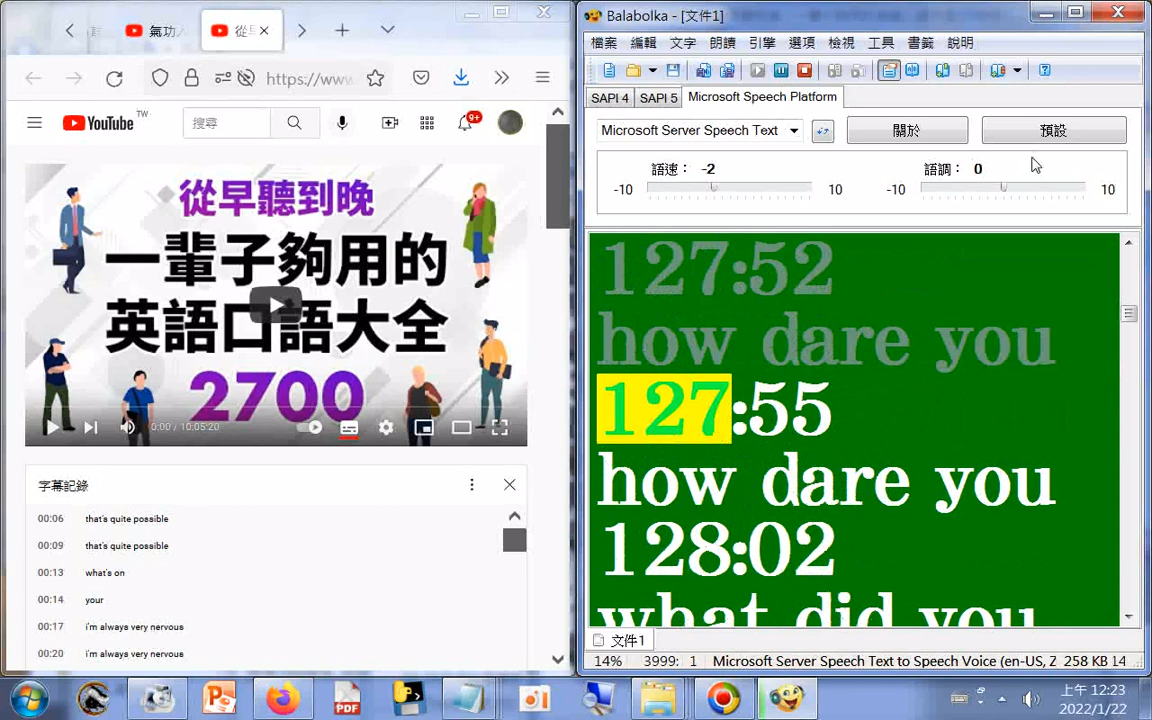 氣功
從
https://www
YouTube TW
搜尋
9+
從早聽到晚
一輩子夠用的
英語口語大全
2700
0:00 / 10:05:20
字幕記錄
00:06 that's quite possible
00:09 that's quite possible
00:13 what's on
00:14 your
00:17 i'm always very nervous
00:20 i'm always very nervous
Balabolka - [文件1]
檔案 編輯 文字 朗讀 引擎 選項 檢視 工具 書籤 說明
SAPI 4 SAPI 5 Microsoft Speech Platform
Microsoft Server Speech Text 關於 預設
語速： -2 語調： 0
-10 10 -10 10
127:52
how dare you
127:55
how dare you
128:02
what did you
文件1
14% 3999: 1 Microsoft Server Speech Text to Speech Voice (en-US, Z 258 KB 14
PDF
上午 12:23
2022/1/22